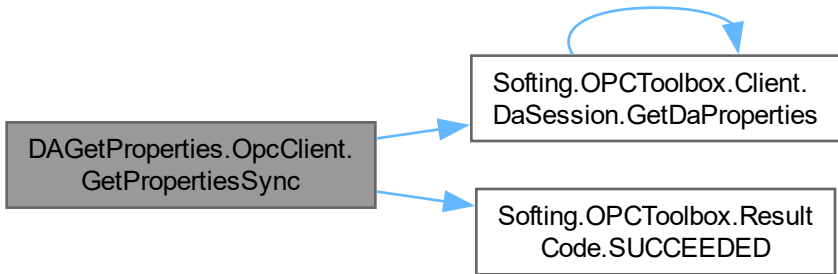 DAGetProperties.OpcClient.
GetPropertiesSync
Softing.OPCToolbox.Client.
DaSession.GetDaProperties
Softing.OPCToolbox.Result
Code.SUCCEEDED